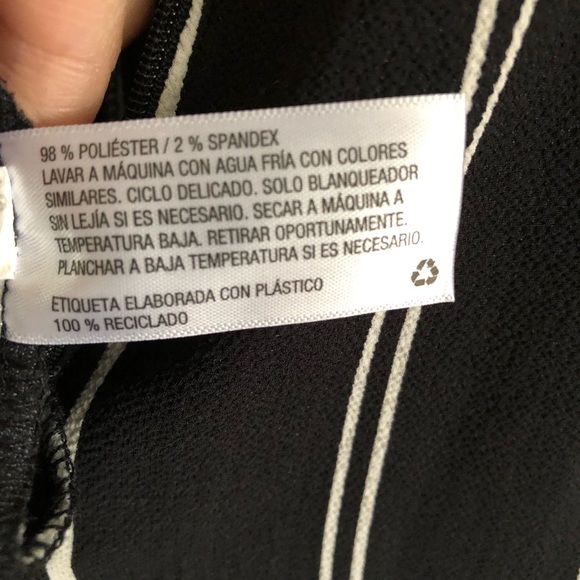 98 % POLIÉSTER / 2 % SPANDEX
LAVAR A MÁQUINA CON AGUA FRÍA CON COLORES
SIMILARES. CICLO DELICADO. SOLO BLANQUEADOR
SIN LEJÍA SI ES NECESARIO. SECAR A MÁQUINA A
TEMPERATURA BAJA. RETIRAR OPORTUNAMENTE.
PLANCHAR A BAJA TEMPERATURA SI ES NECESARIO.
ETIQUETA ELABORADA CON PLÁSTICO
100 % RECICLADO